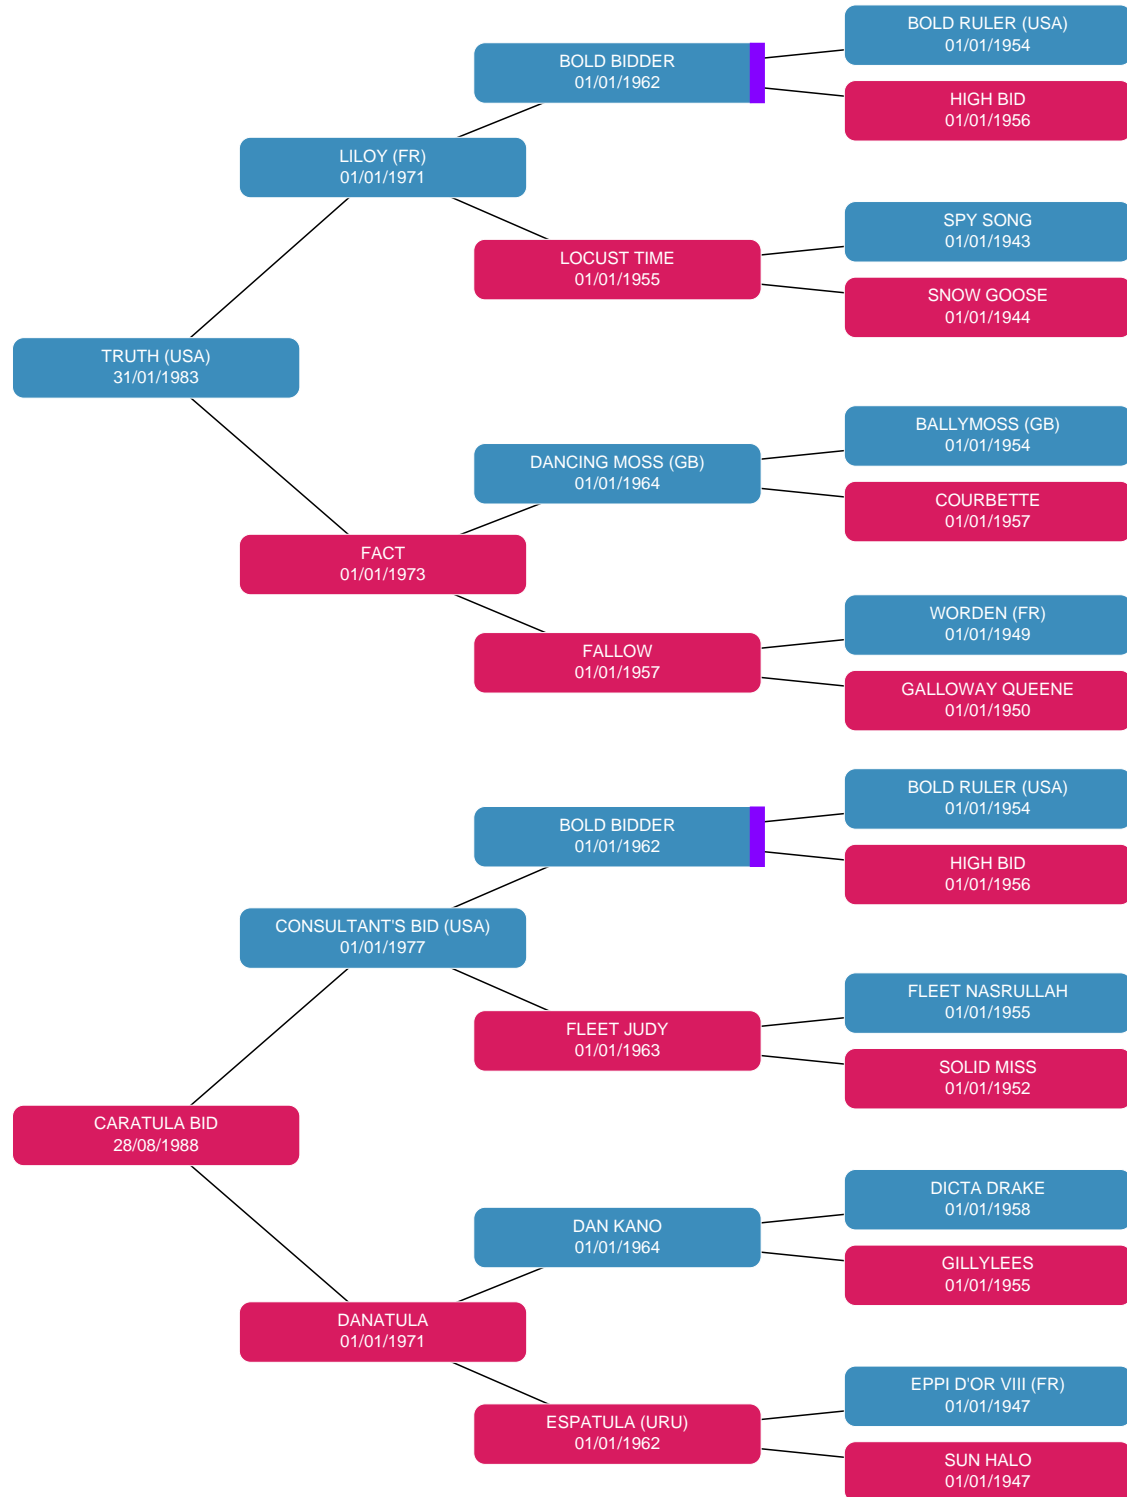 BOLD RULER (USA)
01/01/1954
BOLD BIDDER
01/01/1962
HIGH BID
01/01/1956
LILOY (FR)
01/01/1971
SPY SONG
01/01/1943
LOCUST TIME
01/01/1955
SNOW GOOSE
01/01/1944
TRUTH (USA)
31/01/1983
BALLYMOSS (GB)
01/01/1954
DANCING MOSS (GB)
01/01/1964
COURBETTE
01/01/1957
FACT
01/01/1973
WORDEN (FR)
01/01/1949
FALLOW
01/01/1957
GALLOWAY QUEENE
01/01/1950
BOLD RULER (USA)
01/01/1954
BOLD BIDDER
01/01/1962
HIGH BID
01/01/1956
CONSULTANT'S BID (USA)
01/01/1977
FLEET NASRULLAH
01/01/1955
FLEET JUDY
01/01/1963
SOLID MISS
01/01/1952
CARATULA BID
28/08/1988
DICTA DRAKE
01/01/1958
DAN KANO
01/01/1964
GILLYLEES
01/01/1955
DANATULA
01/01/1971
EPPI D'OR VIII (FR)
01/01/1947
ESPATULA (URU)
01/01/1962
SUN HALO
01/01/1947